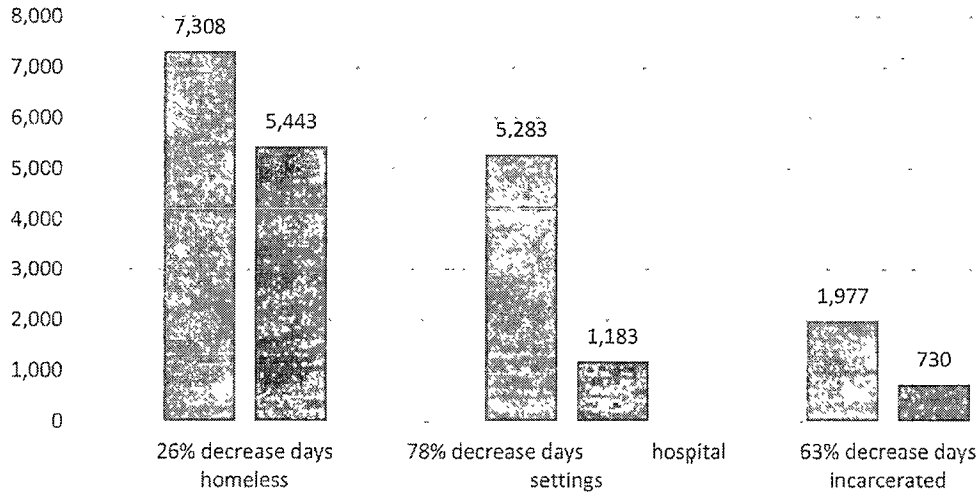 8,000
7,308
7,000
6,000
5,443
5,283
5,000
4,000
3,000
1,977
2,000
1,183
1,000
730
0
26% decrease days
homeless
78% decrease days hospital
settings
63% decrease days
incarcerated